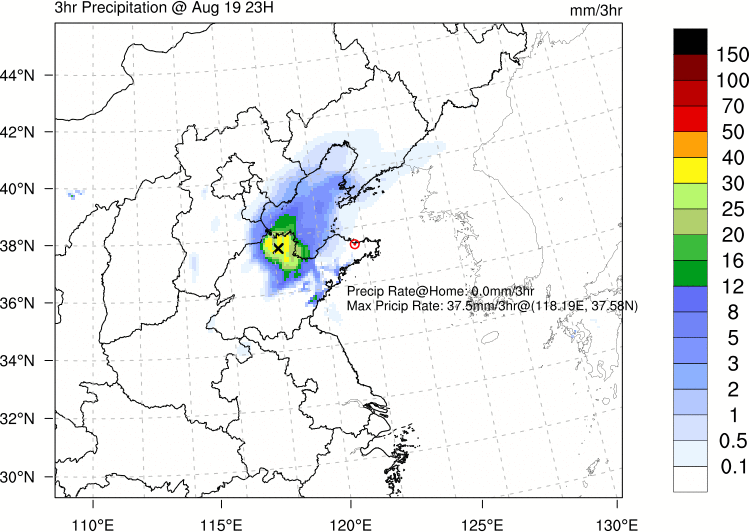 3hr Precipitation @ Aug 19 23H
mm/3hr
44°N
42°N
40°N
38°N
36°N
34°N
32°N
30°N
110°E
115°E
120°E
125°E
130°E
Precip Rate@Home: 0.0mm/3hr
Max Pricip Rate: 37.5mm/3hr@(118.19E, 37.58N)
150
100
70
50
40
30
25
20
16
12
8
5
3
2
1
0.5
0.1